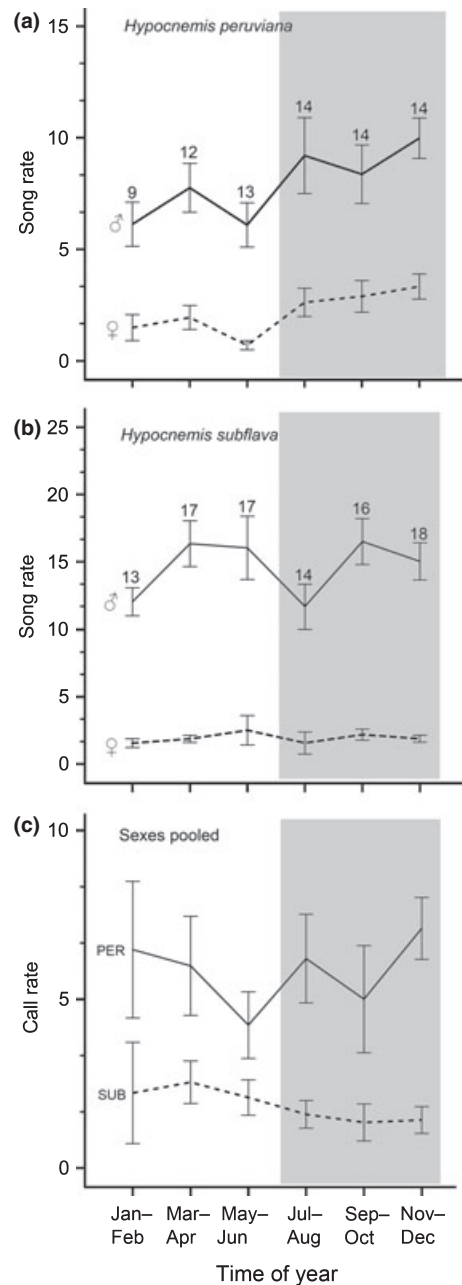 (a)
Hypocnemis peruviana
15
10
5
0
Song rate
9
12
13
14
14
14
♂
♀
(b)
Hypocnemis subflava
25
20
15
10
5
0
Song rate
13
17
17
14
16
18
♂
♀
(c)
Sexes pooled
10
5
0
Call rate
PER
SUB
Jan– Mar– May– Jul– Sep– Nov–
Feb Apr Jun Aug Oct Dec
Time of year